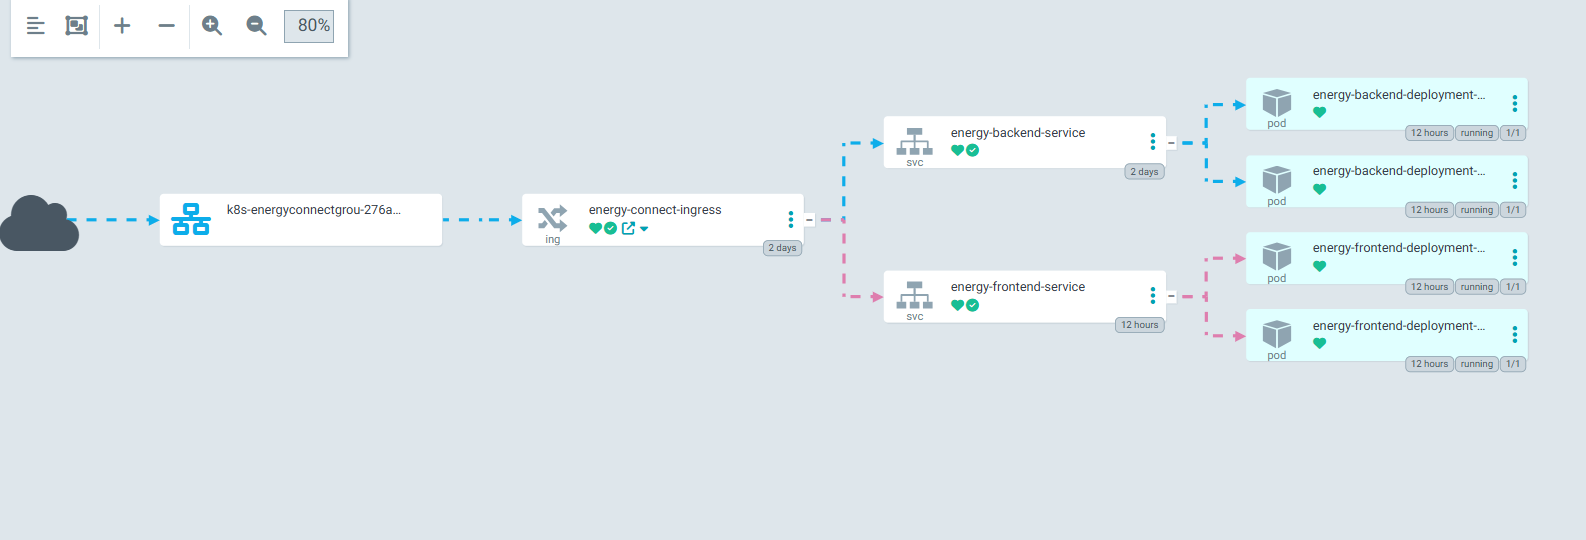 80%
k8s-energyconnectgrou-276a...
energy-connect-ingress
ing
2 days
energy-backend-service
svc
2 days
energy-frontend-service
svc
12 hours
energy-backend-deployment-...
pod
12 hours running 1/1
energy-backend-deployment-...
pod
12 hours running 1/1
energy-frontend-deployment-...
pod
12 hours running 1/1
energy-frontend-deployment-...
pod
12 hours running 1/1